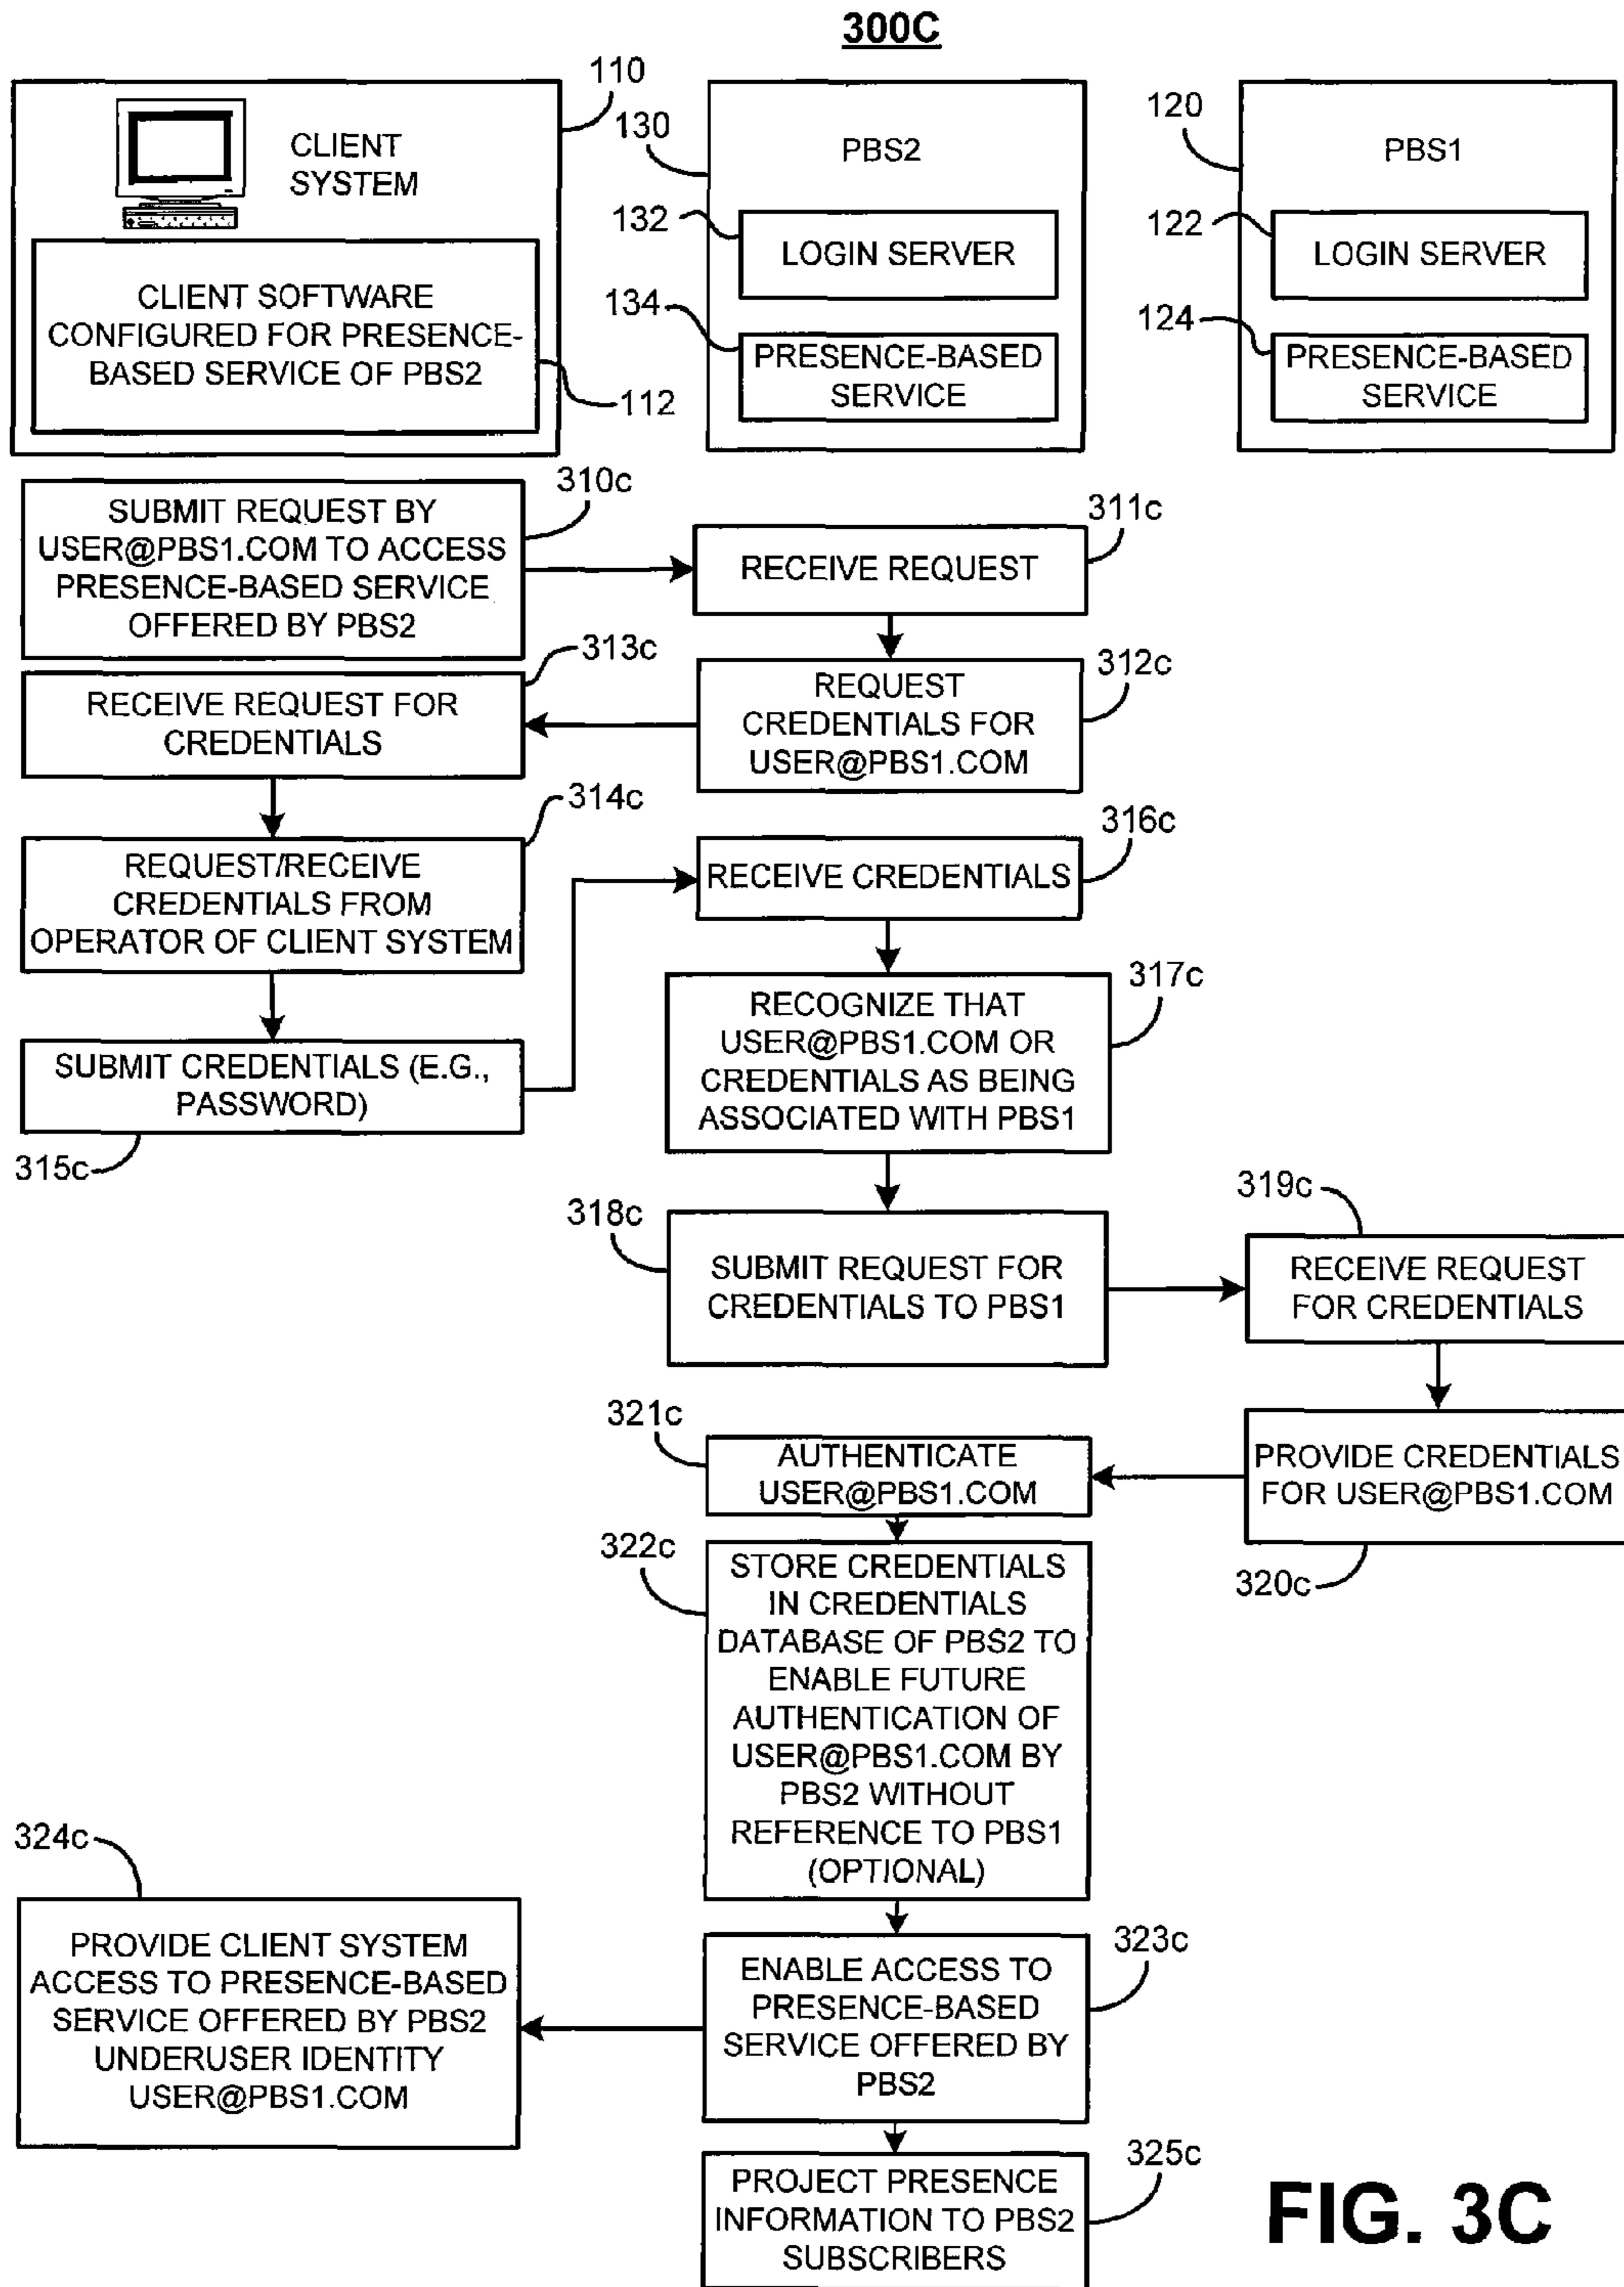 300C
110
CLIENT
SYSTEM
CLIENT SOFTWARE
CONFIGURED FOR PRESENCE-
BASED SERVICE OF PBS2
112
130
PBS2
132
LOGIN SERVER
134
PRESENCE-BASED
SERVICE
120
PBS1
122
LOGIN SERVER
124
PRESENCE-BASED
SERVICE
310c
SUBMIT REQUEST BY
USER@PBS1.COM TO ACCESS
PRESENCE-BASED SERVICE
OFFERED BY PBS2
311c
RECEIVE REQUEST
312c
REQUEST
CREDENTIALS FOR
USER@PBS1.COM
313c
RECEIVE REQUEST FOR
CREDENTIALS
314c
REQUEST/RECEIVE
CREDENTIALS FROM
OPERATOR OF CLIENT SYSTEM
SUBMIT CREDENTIALS (E.G.,
PASSWORD)
315c
316c
RECEIVE CREDENTIALS
317c
RECOGNIZE THAT
USER@PBS1.COM OR
CREDENTIALS AS BEING
ASSOCIATED WITH PBS1
318c
SUBMIT REQUEST FOR
CREDENTIALS TO PBS1
319c
RECEIVE REQUEST
FOR CREDENTIALS
PROVIDE CREDENTIALS
FOR USER@PBS1.COM
320c
321c
AUTHENTICATE
USER@PBS1.COM
322c
STORE CREDENTIALS
IN CREDENTIALS
DATABASE OF PBS2 TO
ENABLE FUTURE
AUTHENTICATION OF
USER@PBS1.COM BY
PBS2 WITHOUT
REFERENCE TO PBS1
(OPTIONAL)
323c
ENABLE ACCESS TO
PRESENCE-BASED
SERVICE OFFERED BY
PBS2
324c
PROVIDE CLIENT SYSTEM
ACCESS TO PRESENCE-BASED
SERVICE OFFERED BY PBS2
UNDERUSER IDENTITY
USER@PBS1.COM
325c
PROJECT PRESENCE
INFORMATION TO PBS2
SUBSCRIBERS
FIG. 3C